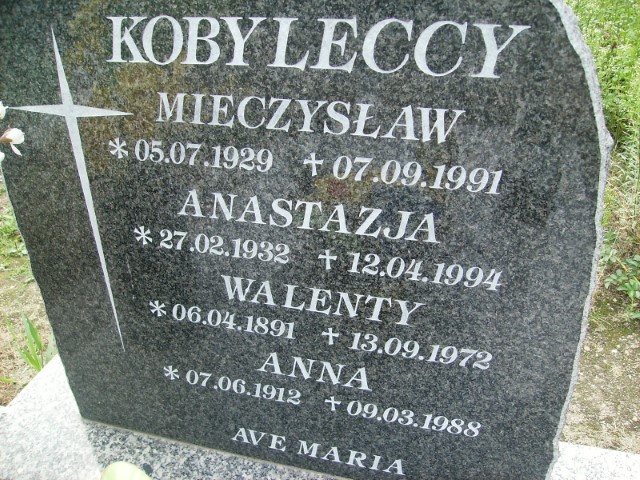 KOBYLECCY
MIECZYSŁAW
* 05.07.1929 † 07.09.1991
ANASTAZJA
* 27.02.1932 † 12.04.1994
WALENTY
* 06.04.1891 † 13.09.1972
ANNA
* 07.06.1912 † 09.03.1988
AVE MARIA